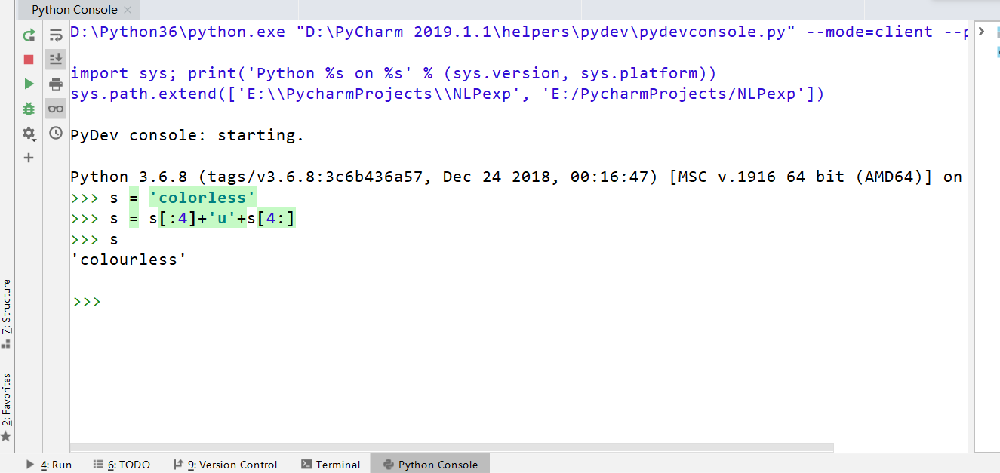 Python Console
D:\Python36\python.exe "D:\PyCharm 2019.1.1\helpers\pydev\pydevconsole.py" --mode=client --p
import sys; print('Python %s on %s' % (sys.version, sys.platform))
sys.path.extend(['E:\\PycharmProjects\\NLPexp', 'E:/PycharmProjects/NLPexp'])
PyDev console: starting.
Python 3.6.8 (tags/v3.6.8:3c6b436a57, Dec 24 2018, 00:16:47) [MSC v.1916 64 bit (AMD64)] on
>>> s = 'colorless'
>>> s = s[:4]+'u'+s[4:]
>>> s
'colourless'
>>>
7: Structure
2: Favorites
4: Run 6: TODO 9: Version Control Terminal Python Console